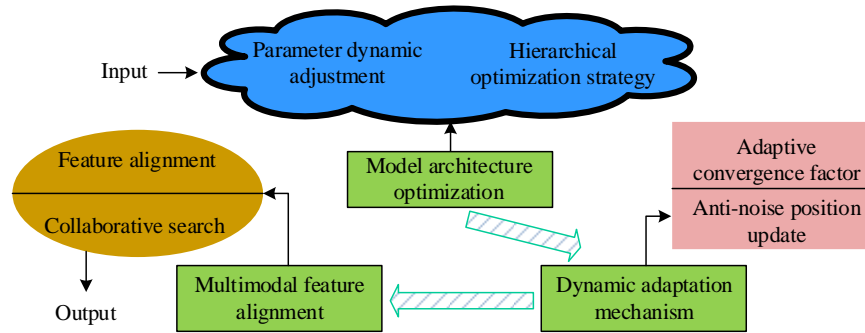 Parameter dynamic
adjustment
Hierarchical
optimization strategy
Input
Model architecture
optimization
Feature alignment
Collaborative search
Adaptive
convergence factor
Anti-noise position
update
Multimodal feature
alignment
Dynamic adaptation
mechanism
Output